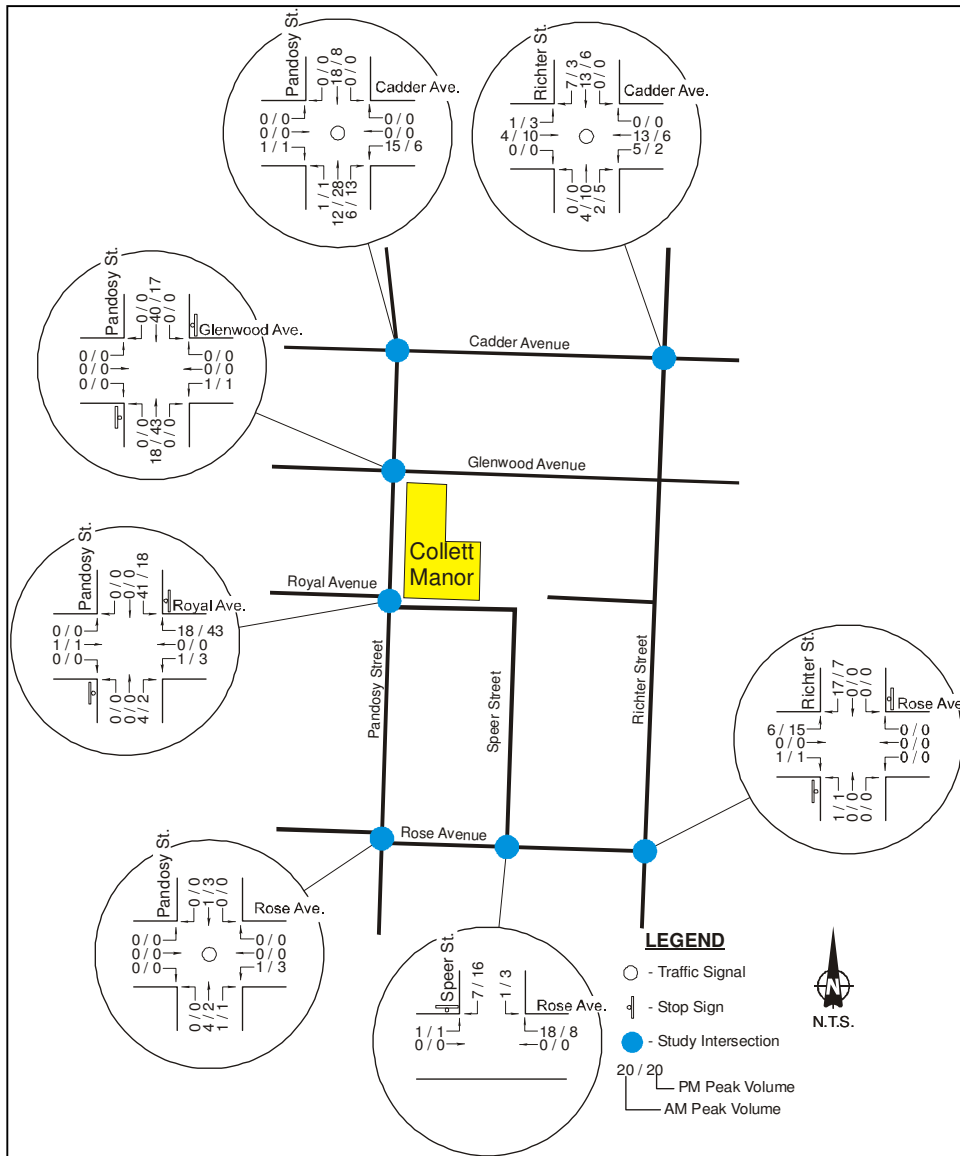 Pandosy St.
0 / 0
18 / 8
0 / 0
Cadder Ave.
0 / 0
0 / 0
1 / 1
0 / 0
0 / 0
15 / 6
1 / 1
12 / 28
6 / 13
Richter St.
7 / 3
13 / 6
0 / 0
Cadder Ave.
1 / 3
4 / 10
0 / 0
0 / 0
13 / 6
5 / 2
0 / 0
4 / 10
2 / 5
Pandosy St.
0 / 0
40 / 17
0 / 0
Glenwood Ave.
0 / 0
0 / 0
0 / 0
0 / 0
0 / 0
1 / 1
0 / 0
18 / 43
0 / 0
Cadder Avenue
Glenwood Avenue
Collett
Manor
Royal Avenue
Pandosy Street
Speer Street
Richter Street
Rose Avenue
Pandosy St.
0 / 0
0 / 0
41 / 18
Royal Ave.
0 / 0
1 / 1
0 / 0
18 / 43
0 / 0
1 / 3
0 / 0
0 / 0
4 / 2
Richter St.
17 / 7
0 / 0
0 / 0
Rose Ave
6 / 15
0 / 0
1 / 1
0 / 0
0 / 0
0 / 0
1 / 1
0 / 0
0 / 0
Pandosy St.
0 / 0
1 / 3
0 / 0
Rose Ave.
0 / 0
0 / 0
0 / 0
0 / 0
0 / 0
1 / 3
0 / 0
4 / 2
1 / 1
Speer St.
7 / 16
1 / 3
Rose Ave.
1 / 1
0 / 0
18 / 8
0 / 0
LEGEND
- Traffic Signal
- Stop Sign
- Study Intersection
20 / 20
PM Peak Volume
AM Peak Volume
N
N.T.S.